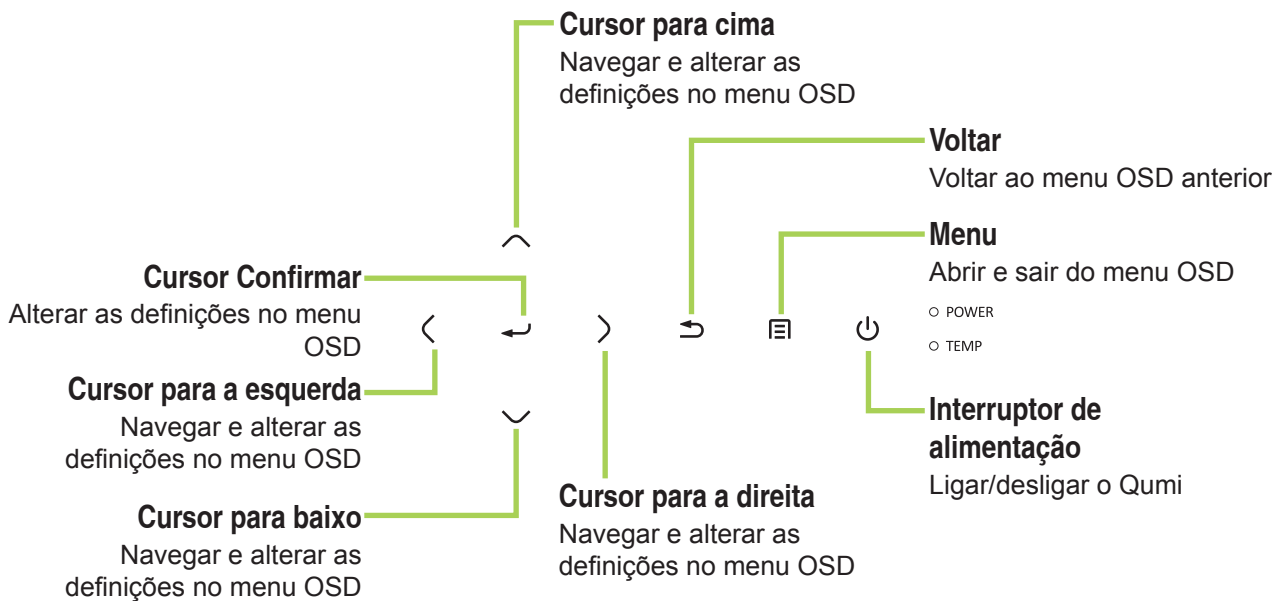 Cursor para cima
Navegar e alterar as
definições no menu OSD
Voltar
Voltar ao menu OSD anterior
Menu
Abrir e sair do menu OSD
POWER
TEMP
Cursor Confirmar
Alterar as definições no menu
OSD
Cursor para a esquerda
Navegar e alterar as
definições no menu OSD
Cursor para baixo
Navegar e alterar as
definições no menu OSD
Cursor para a direita
Navegar e alterar as
definições no menu OSD
Interruptor de
alimentação
Ligar/desligar o Qumi